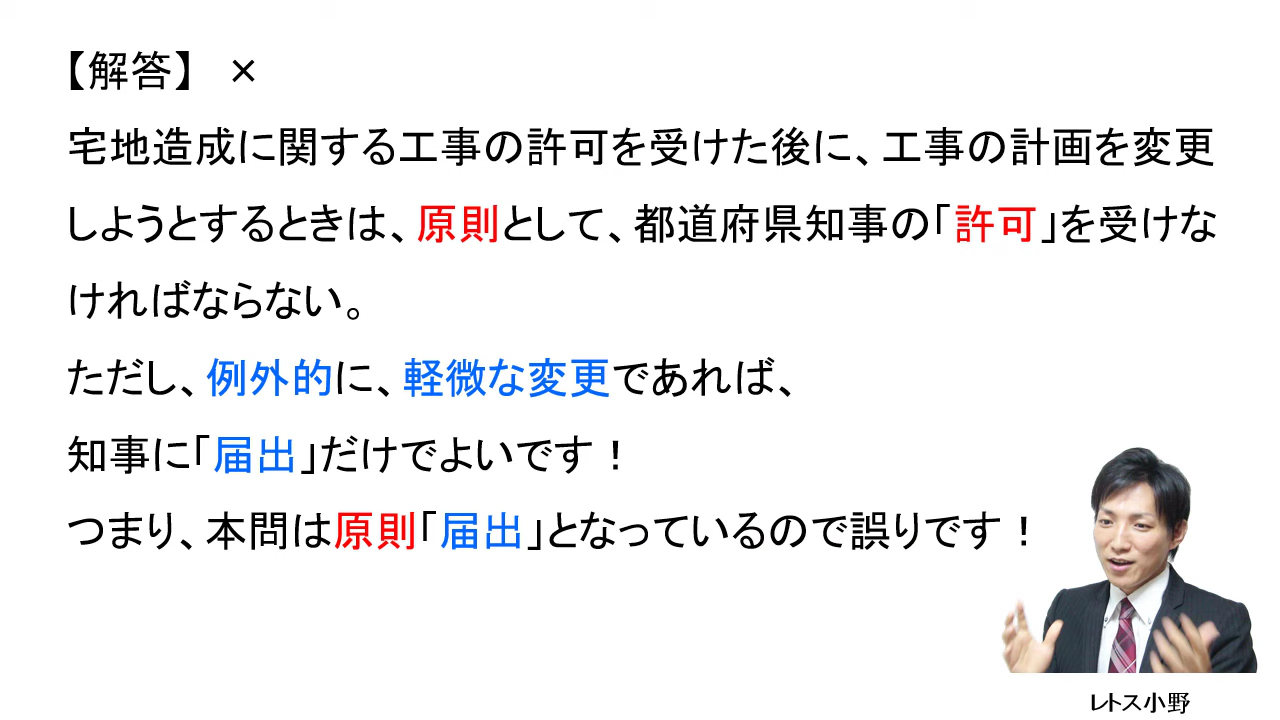 【解答】 ×
宅地造成に関する工事の許可を受けた後に、工事の計画を変更
しようとするときは、原則として、都道府県知事の「許可」を受けな
ければならない。
ただし、例外的に、軽微な変更であれば、
知事に「届出」だけでよいです！
つまり、本問は原則「届出」となっているので誤りです！
レトス小野